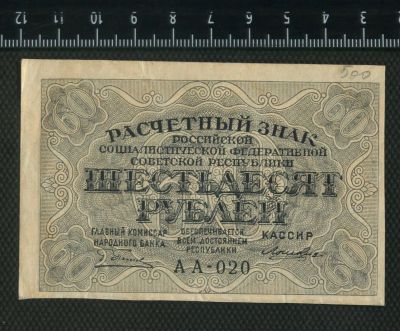 12 11 10 9 8 7 6 5 4 3 2 1
500
60 60
РАСЧЕТНЫЙ ЗНАК
РОССИЙСКОЙ
СОЦИАЛИСТИЧЕСКОЙ ФЕДЕРАТИВНОЙ
СОВЕТСКОЙ РЕСПУБЛИКИ
ШЕСТЬДЕСЯТ
РУБЛЕЙ
ГЛАВНЫЙ КОМИССАР
НАРОДНОГО БАНКА
ОБЕСПЕЧИВАЕТСЯ
ВСЕМ ДОСТОЯНИЕМ
РЕСПУБЛИКИ
КАССИР
АА-020
60 60